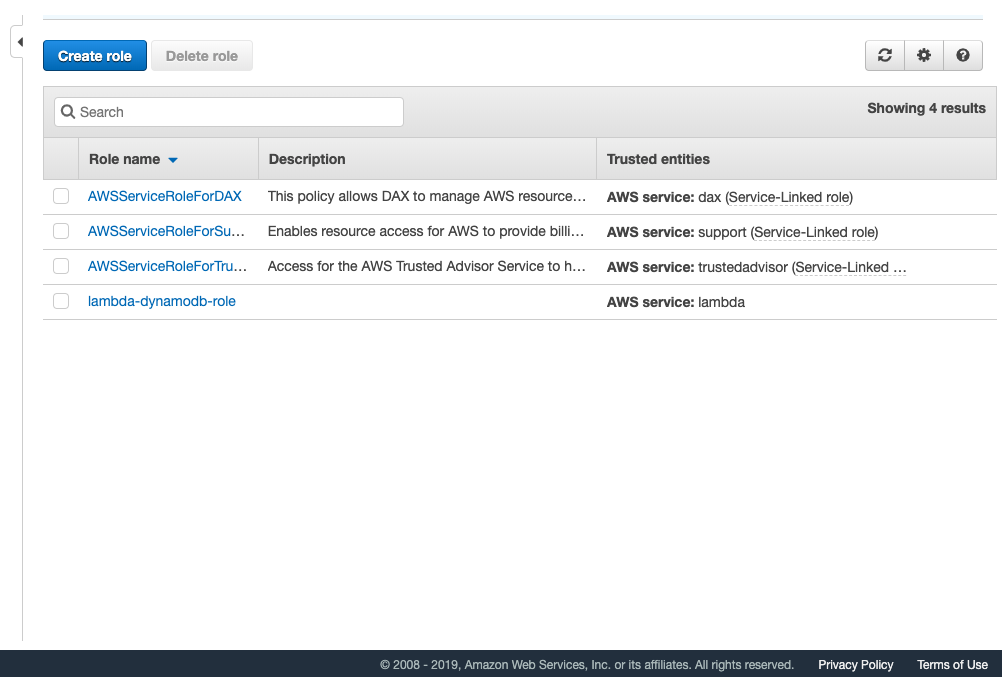 Create role Delete role
Search Showing 4 results
Role name Description Trusted entities
AWSServiceRoleForDAX This policy allows DAX to manage AWS resource… AWS service: dax (Service-Linked role)
AWSServiceRoleForSu… Enables resource access for AWS to provide billi… AWS service: support (Service-Linked role)
AWSServiceRoleForTru… Access for the AWS Trusted Advisor Service to h… AWS service: trustedadvisor (Service-Linked …
lambda-dynamodb-role AWS service: lambda
© 2008 - 2019, Amazon Web Services, Inc. or its affiliates. All rights reserved. Privacy Policy Terms of Use